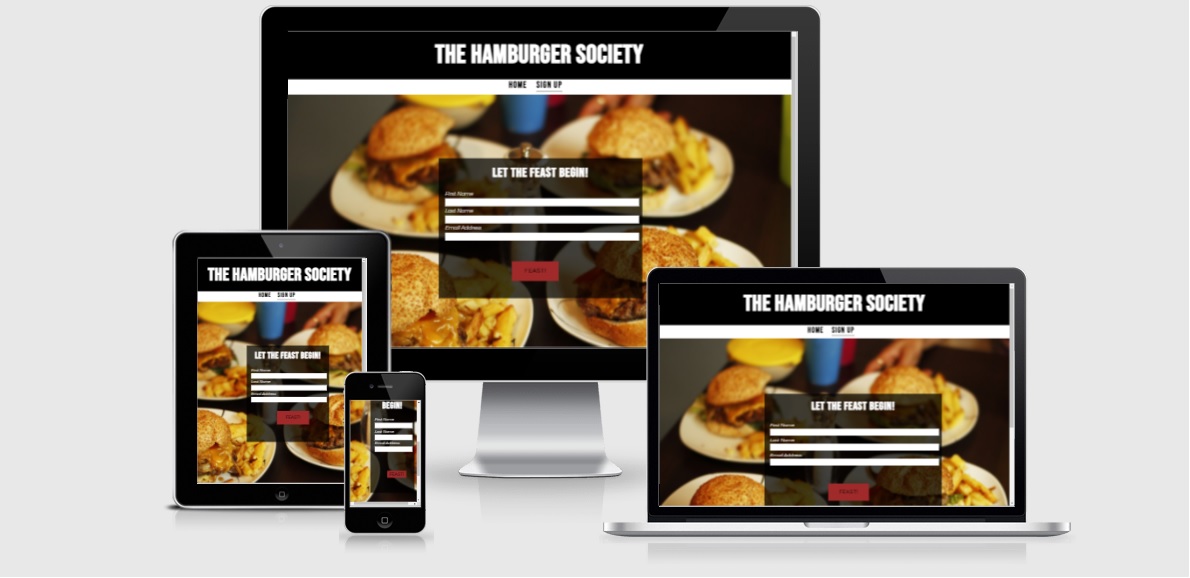 THE HAMBURGER SOCIETY
HOME SIGN UP
LET THE FEAST BEGIN!
First Name
Last Name
Email Address
FEAST!
THE HAMBURGER SOCIETY
HOME SIGN UP
LET THE FEAST BEGIN!
First Name
Last Name
Email Address
FEAST!
BEGIN!
First Name
Last Name
Email Address
THE HAMBURGER SOCIETY
HOME SIGN UP
LET THE FEAST BEGIN!
First Name
Last Name
Email Address
FEAST!